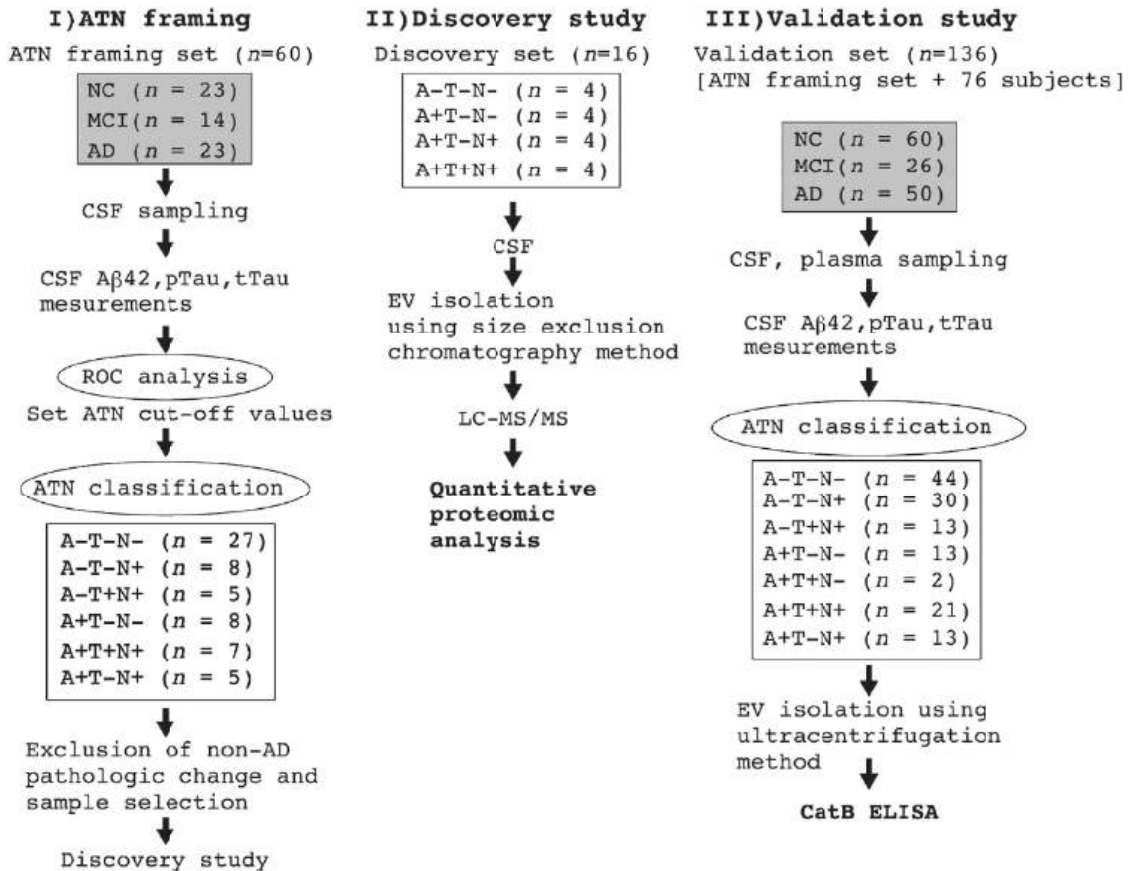 I)ATN framing
ATN framing set (n=60)
NC (n = 23)
MCI(n = 14)
AD (n = 23)
CSF sampling
CSF Aβ42,pTau,tTau
mesurements
ROC analysis
Set ATN cut-off values
ATN classification
A-T-N- (n = 27)
A-T-N+ (n = 8)
A-T+N+ (n = 5)
A+T-N- (n = 8)
A+T+N+ (n = 7)
A+T-N+ (n = 5)
Exclusion of non-AD
pathologic change and
sample selection
Discovery study
II)Discovery study
Discovery set (n=16)
A-T-N- (n = 4)
A+T-N- (n = 4)
A+T-N+ (n = 4)
A+T+N+ (n = 4)
CSF
EV isolation
using size exclusion
chromatography method
LC-MS/MS
Quantitative
proteomic
analysis
III)Validation study
Validation set (n=136)
[ATN framing set + 76 subjects]
NC (n = 60)
MCI(n = 26)
AD (n = 50)
CSF, plasma sampling
CSF Aβ42,pTau,tTau
mesurements
ATN classification
A-T-N- (n = 44)
A-T-N+ (n = 30)
A-T+N+ (n = 13)
A+T-N- (n = 13)
A+T+N- (n = 2)
A+T+N+ (n = 21)
A+T-N+ (n = 13)
EV isolation using
ultracentrifugation
method
CatB ELISA